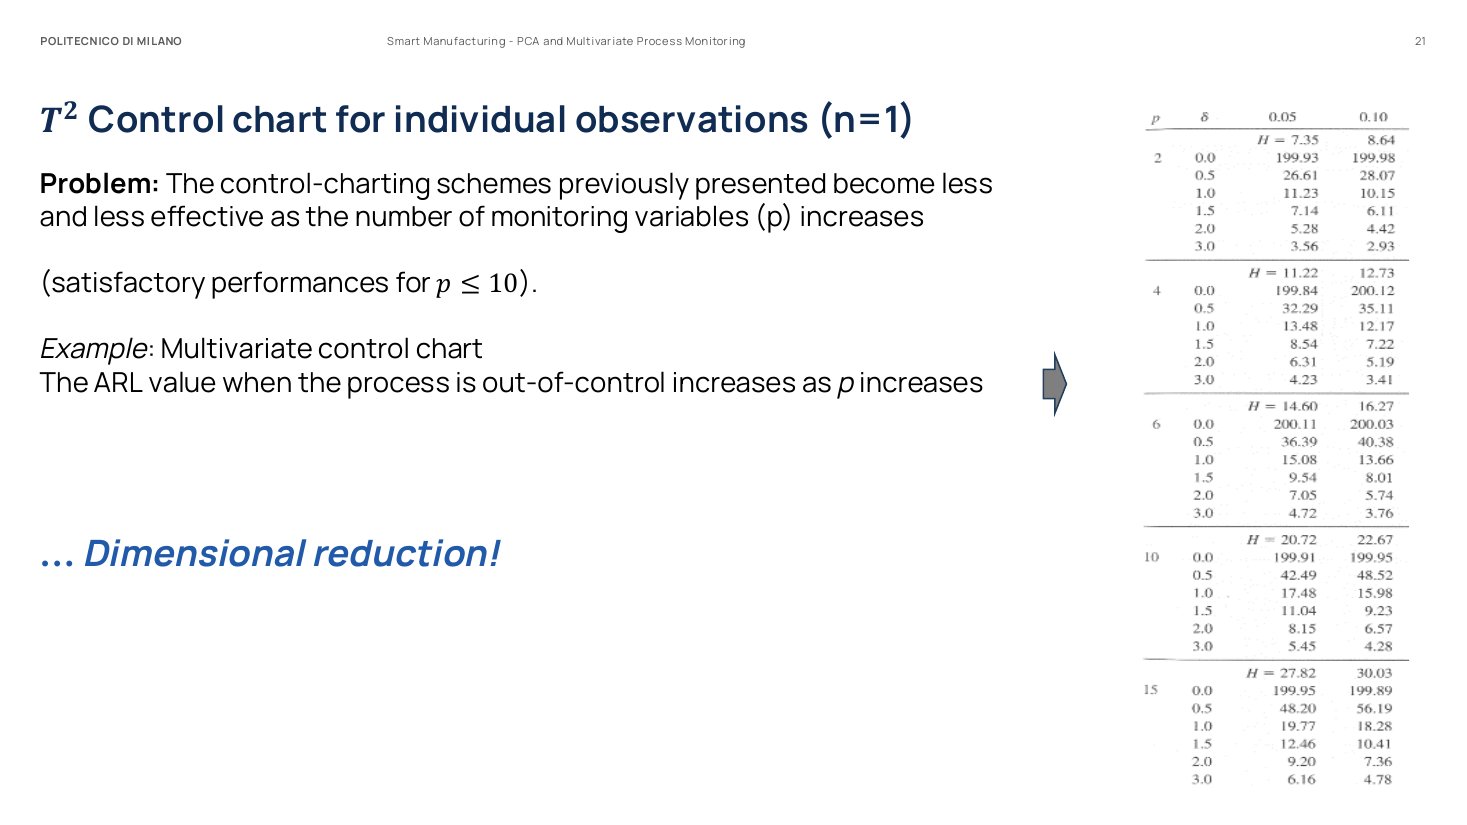 POLITECNICO DI MILANO
Smart Manufacturing - PCA and Multivariate Process Monitoring
21
T² Control chart for individual observations (n=1)
Problem: The control-charting schemes previously presented become less
and less effective as the number of monitoring variables (p) increases
(satisfactory performances for p ≤ 10).
Example: Multivariate control chart
The ARL value when the process is out-of-control increases as p increases
... Dimensional reduction!
p δ 0.05 0.10
H = 7.35 8.64
2 0.0 199.93 199.98
0.5 26.61 28.07
1.0 11.23 10.15
1.5 7.14 6.11
2.0 5.28 4.42
3.0 3.56 2.93
H = 11.22 12.73
4 0.0 199.84 200.12
0.5 32.29 35.11
1.0 13.48 12.17
1.5 8.54 7.22
2.0 6.31 5.19
3.0 4.23 3.41
H = 14.60 16.27
6 0.0 200.11 200.03
0.5 36.39 40.38
1.0 15.08 13.66
1.5 9.54 8.01
2.0 7.05 5.74
3.0 4.72 3.76
H = 20.72 22.67
10 0.0 199.91 199.95
0.5 42.49 48.52
1.0 17.48 15.98
1.5 11.04 9.23
2.0 8.15 6.57
3.0 5.45 4.28
H = 27.82 30.03
15 0.0 199.95 199.89
0.5 48.20 56.19
1.0 19.77 18.28
1.5 12.46 10.41
2.0 9.20 7.36
3.0 6.16 4.78